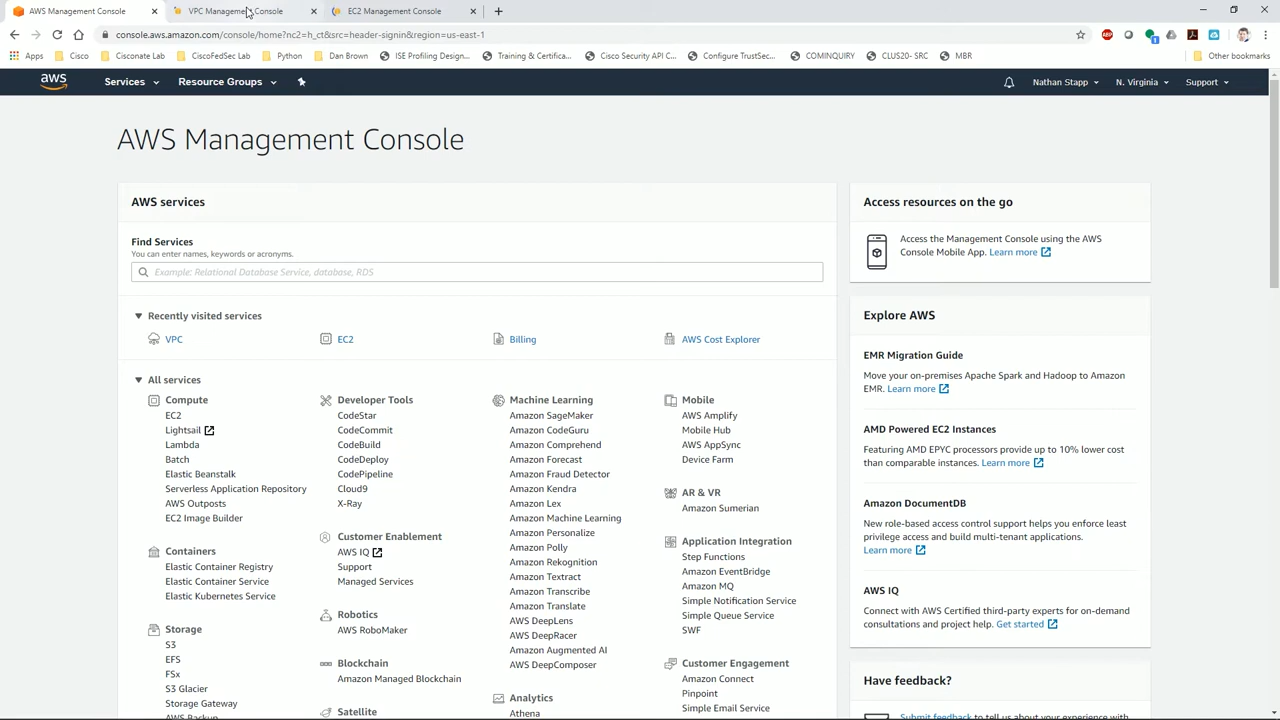 AWS Management Console
VPC Management Console
EC2 Management Console
console.aws.amazon.com/console/home?nc2=h_ct&src=header-signin&region=us-east-1
Apps
Cisco
Cisconate Lab
CiscoFedSec Lab
Python
Dan Brown
ISE Profiling Design...
Training & Certifica...
Cisco Security API C...
Configure TrustSec...
COMINQUIRY
CLUS20- SRC
MBR
Other bookmarks
aws
Services
Resource Groups
Nathan Stapp
N. Virginia
Support
AWS Management Console
AWS services
Find Services
You can enter names, keywords or acronyms.
Example: Relational Database Service, database, RDS
Recently visited services
VPC
EC2
Billing
AWS Cost Explorer
All services
Compute
EC2
Lightsail
Lambda
Batch
Elastic Beanstalk
Serverless Application Repository
AWS Outposts
EC2 Image Builder
Containers
Elastic Container Registry
Elastic Container Service
Elastic Kubernetes Service
Storage
S3
EFS
FSx
S3 Glacier
Storage Gateway
AWS Backup
Developer Tools
CodeStar
CodeCommit
CodeBuild
CodeDeploy
CodePipeline
Cloud9
X-Ray
Customer Enablement
AWS IQ
Support
Managed Services
Robotics
AWS RoboMaker
Blockchain
Amazon Managed Blockchain
Satellite
Machine Learning
Amazon SageMaker
Amazon CodeGuru
Amazon Comprehend
Amazon Forecast
Amazon Fraud Detector
Amazon Kendra
Amazon Lex
Amazon Machine Learning
Amazon Personalize
Amazon Polly
Amazon Rekognition
Amazon Textract
Amazon Transcribe
Amazon Translate
AWS DeepLens
AWS DeepRacer
Amazon Augmented AI
AWS DeepComposer
Analytics
Athena
Mobile
AWS Amplify
Mobile Hub
AWS AppSync
Device Farm
AR & VR
Amazon Sumerian
Application Integration
Step Functions
Amazon EventBridge
Amazon MQ
Simple Notification Service
Simple Queue Service
SWF
Customer Engagement
Amazon Connect
Pinpoint
Simple Email Service
Access resources on the go
Access the Management Console using the AWS
Console Mobile App. Learn more
Explore AWS
EMR Migration Guide
Move your on-premises Apache Spark and Hadoop to Amazon
EMR. Learn more
AMD Powered EC2 Instances
Featuring AMD EPYC processors provide up to 10% lower cost
than comparable instances. Learn more
Amazon DocumentDB
New role-based access control support helps you enforce least
privilege access and build multi-tenant applications.
Learn more
AWS IQ
Connect with AWS Certified third-party experts for on-demand
consultations and project help. Get started
Have feedback?
Submit feedback to tell us about your experience with